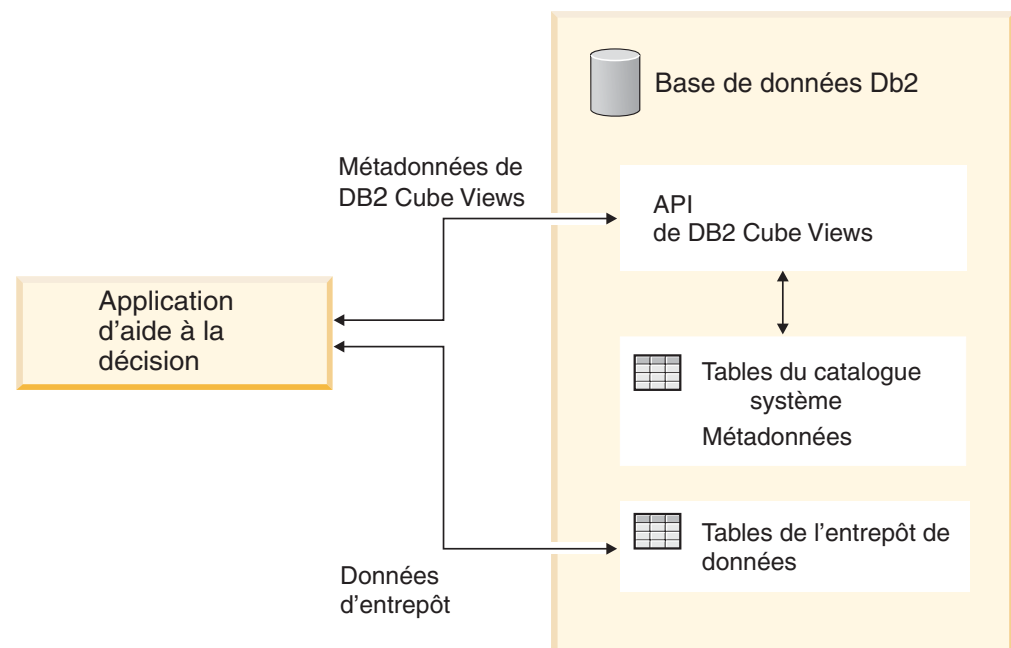 Base de données Db2
Métadonnées de
DB2 Cube Views
API
de DB2 Cube Views
Application
d’aide à la
décision
Tables du catalogue
système
Métadonnées
Tables de l’entrepôt de
données
Données
d’entrepôt